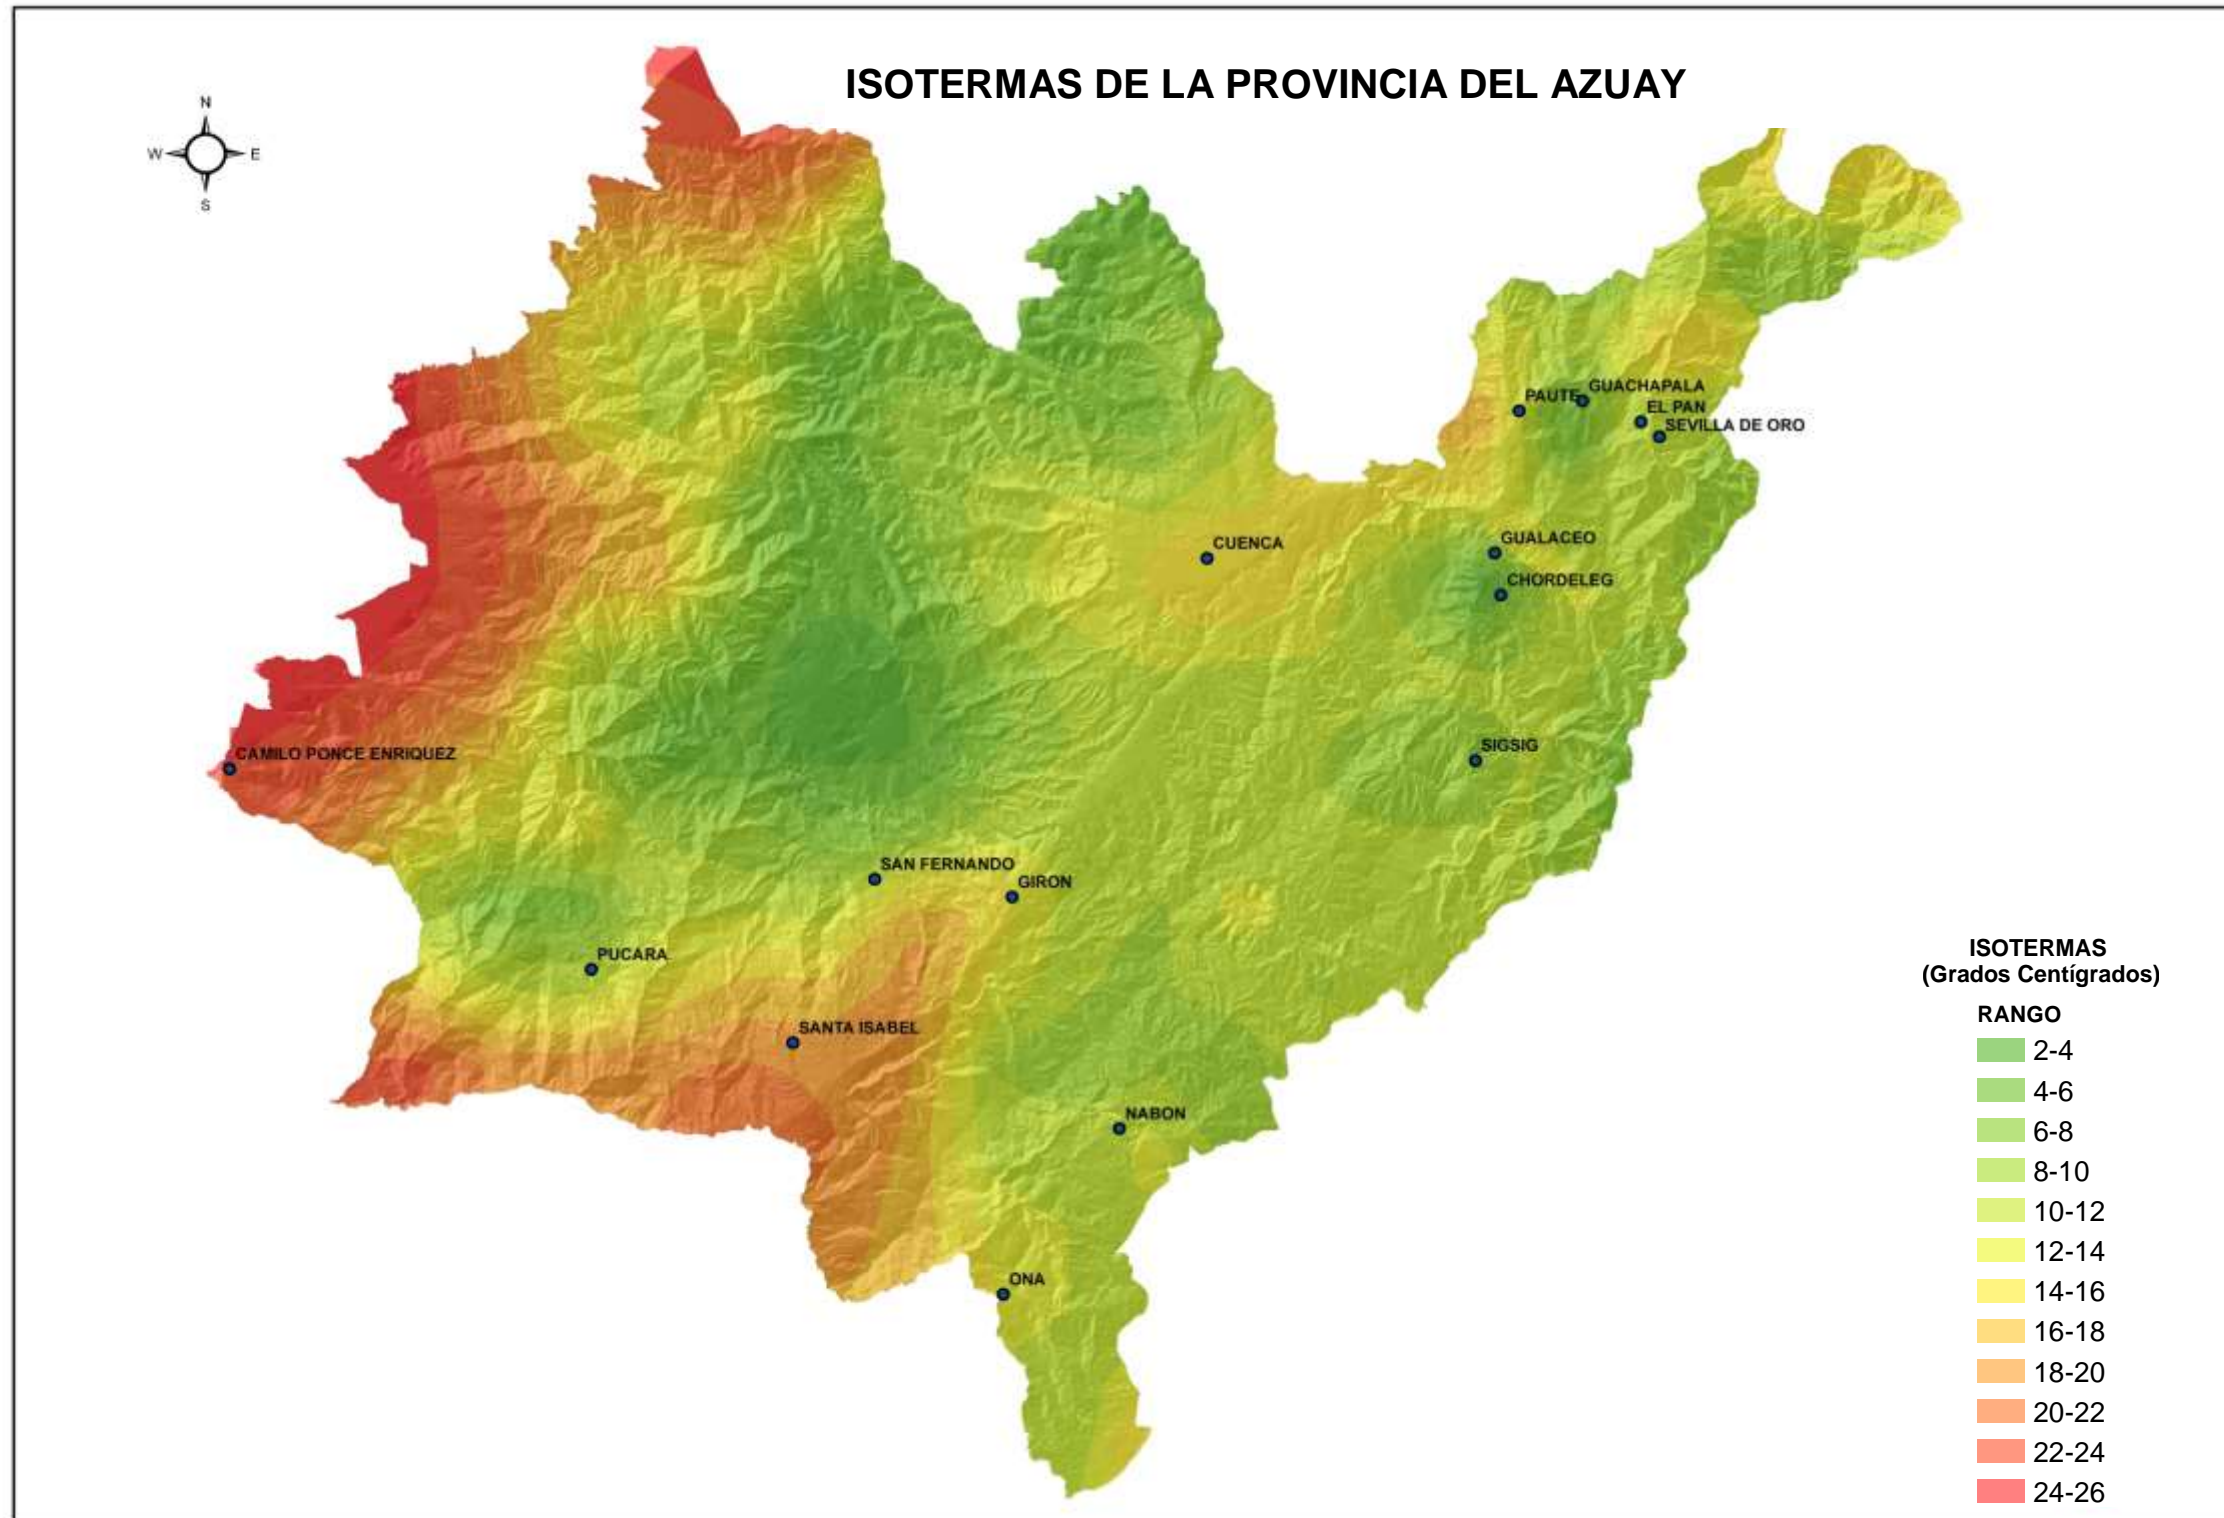 ISOTERMAS DE LA PROVINCIA DEL AZUAY
N
W E
S
PAUTE
GUACHAPALA
EL PAN
SEVILLA DE ORO
CUENCA
GUALACEO
CHORDELEG
SIGSIG
CAMILO PONCE ENRIQUEZ
SAN FERNANDO
GIRON
PUCARA
SANTA ISABEL
NABON
ONA
ISOTERMAS
(Grados Centígrados)
RANGO
2-4
4-6
6-8
8-10
10-12
12-14
14-16
16-18
18-20
20-22
22-24
24-26